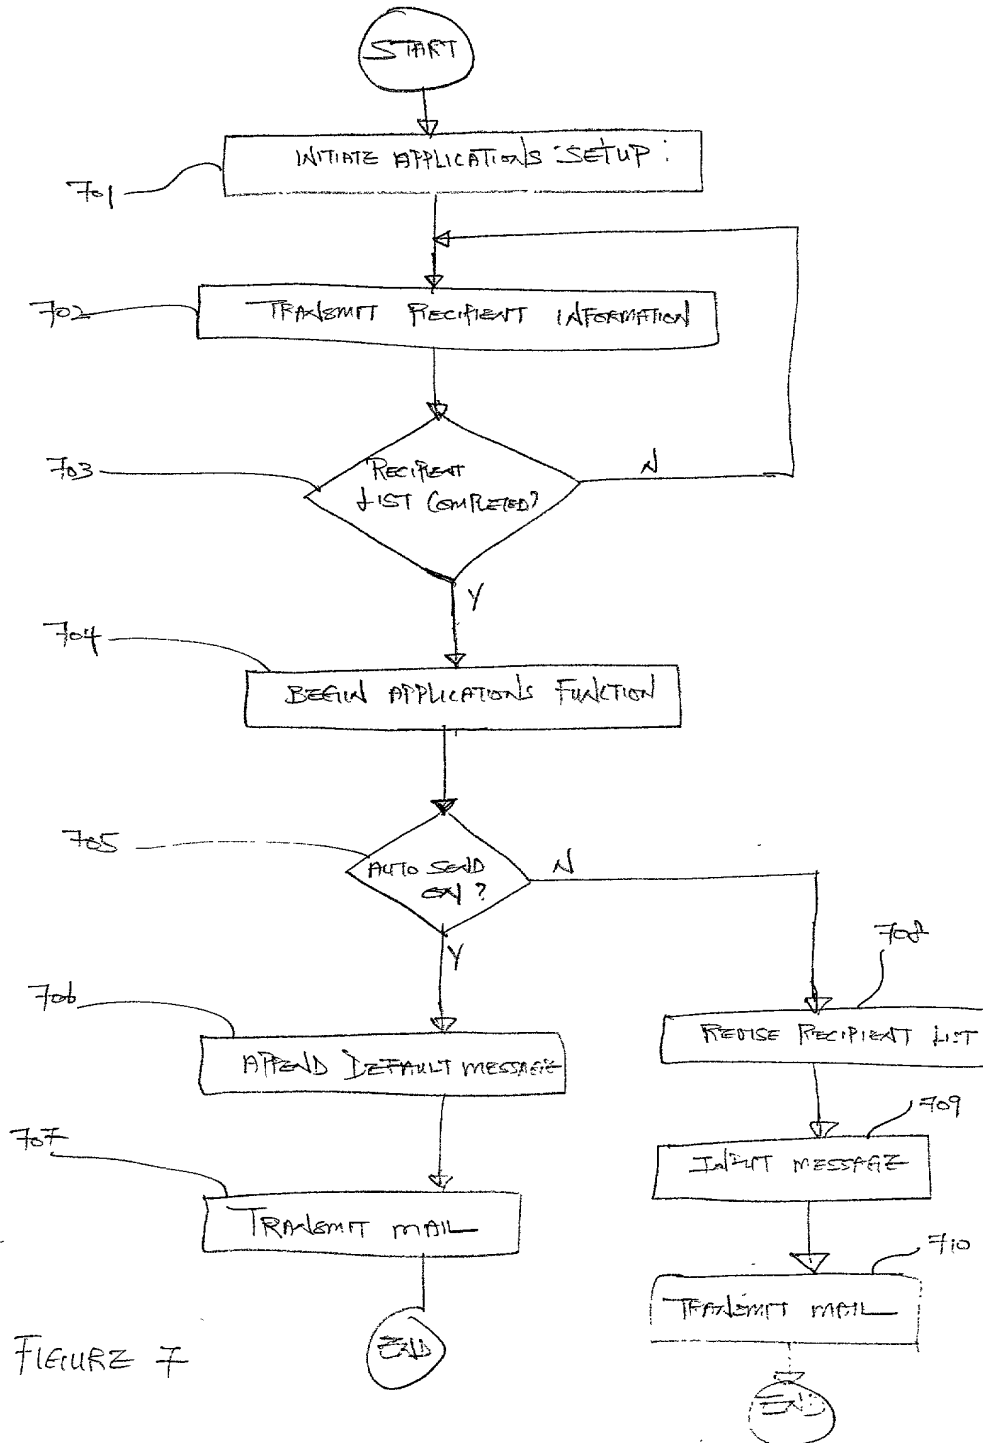 START
INITIATE APPLICATIONS SETUP:
701
702
TRANSMIT RECIPIENT INFORMATION
703
RECIPIENT
LIST COMPLETED?
N
Y
704
BEGIN APPLICATIONS FUNCTION
705
AUTO SEND
ON?
N
Y
708
706
REVISE RECIPIENT LIST
APPEND DEFAULT MESSAGE
709
707
INPUT MESSAGE
TRANSMIT MAIL
710
TRANSMIT MAIL
FIGURE 7
END
END